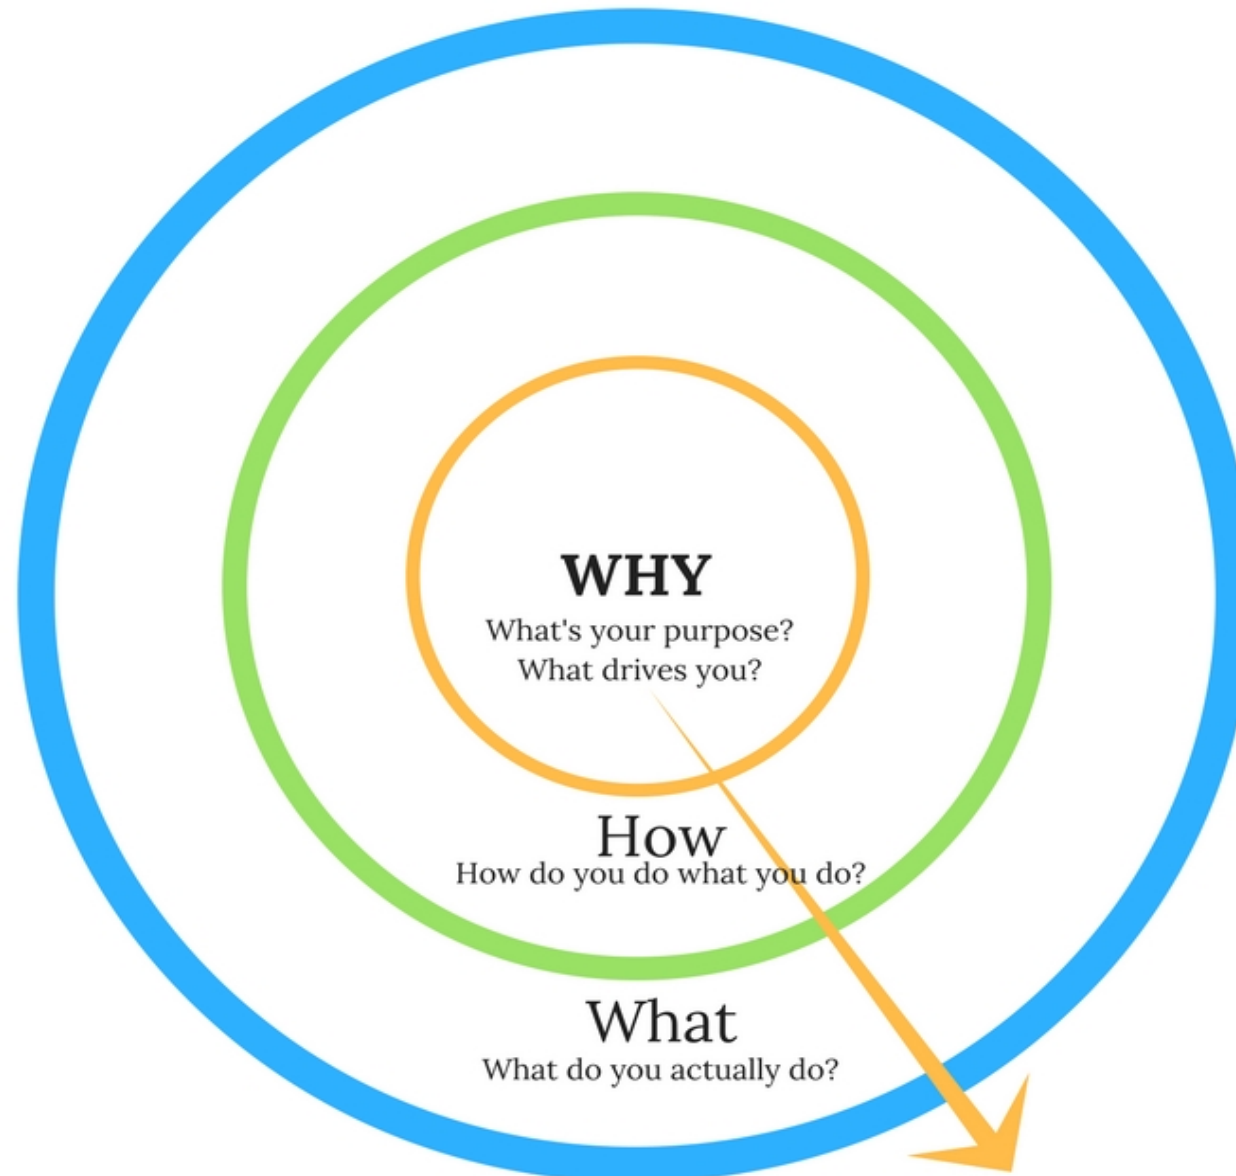 WHY
What's your purpose?
What drives you?
How
How do you do what you do?
What
What do you actually do?